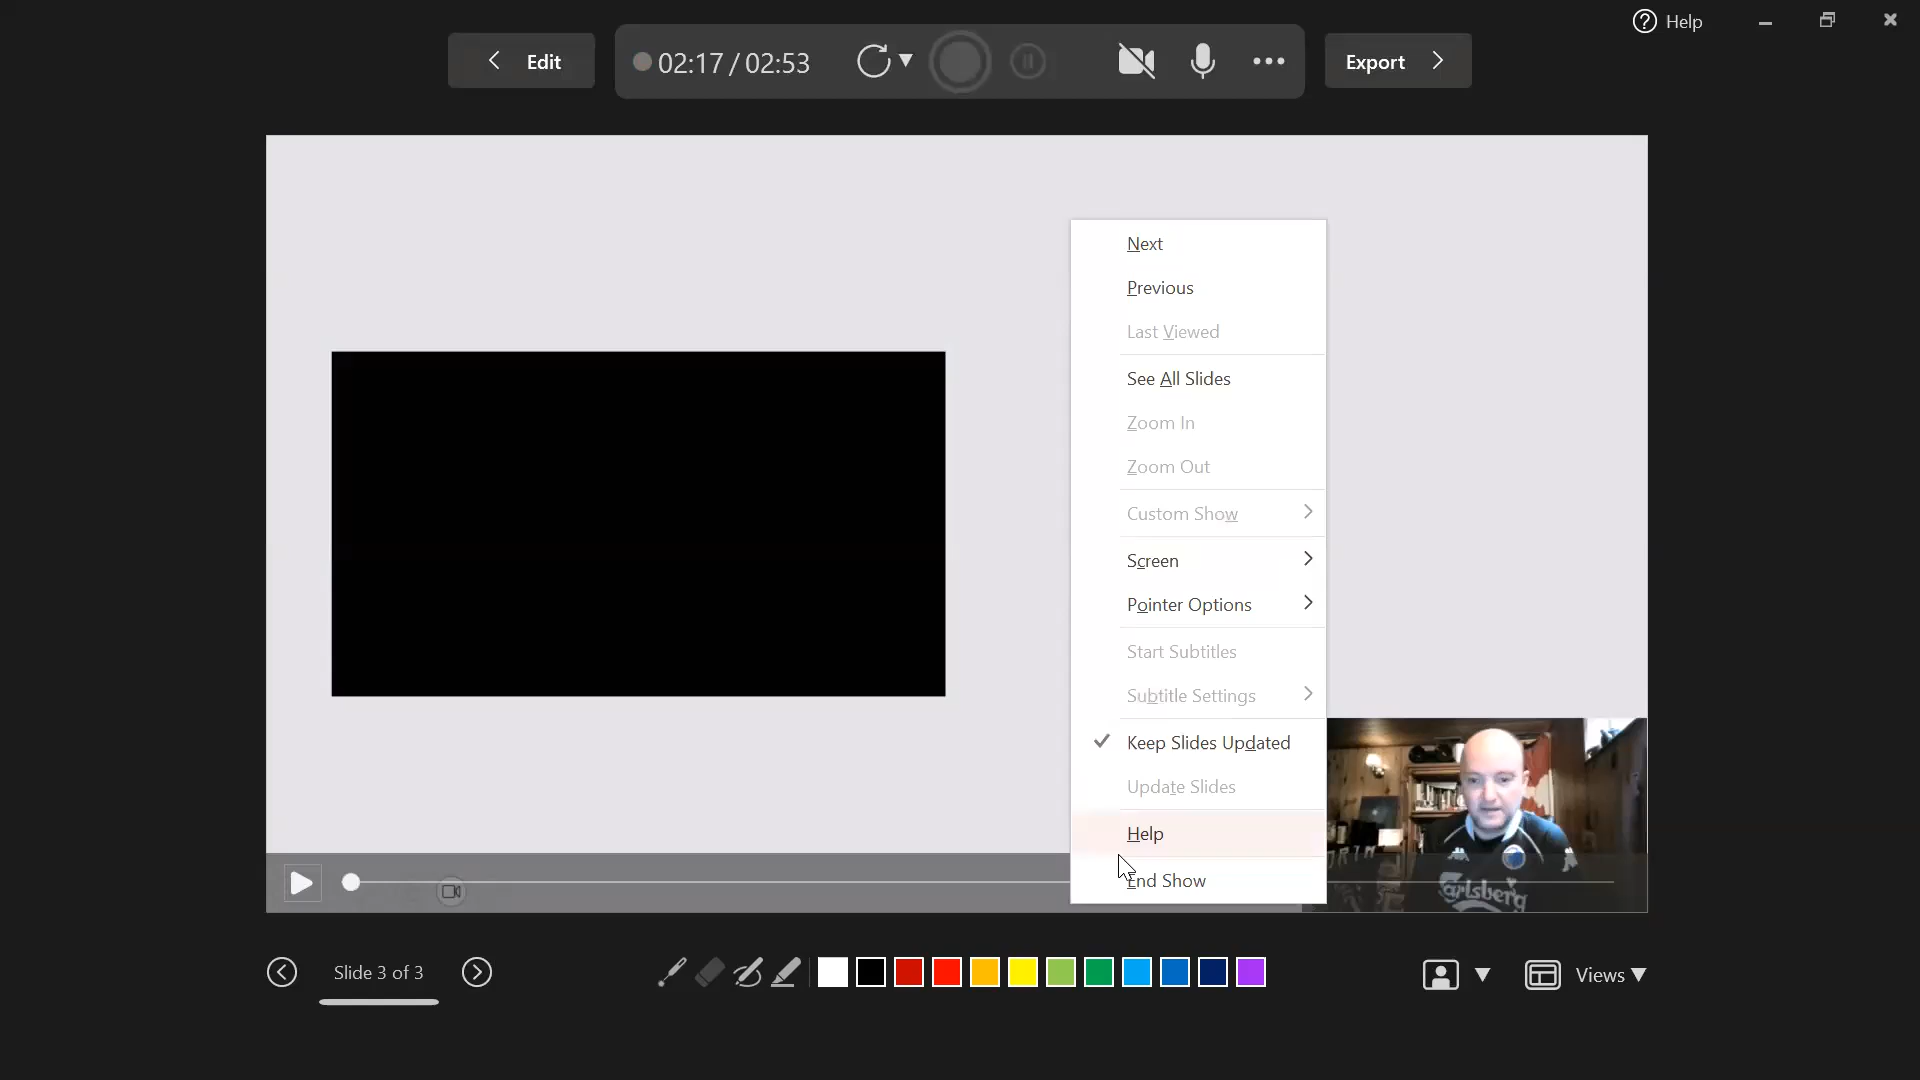 Help
Edit
02:17 / 02:53
Export
Next
Previous
Last Viewed
See All Slides
Zoom In
Zoom Out
Custom Show
Screen
Pointer Options
Start Subtitles
Subtitle Settings
Keep Slides Updated
Update Slides
Help
End Show
Carlsberg
Slide 3 of 3
Views